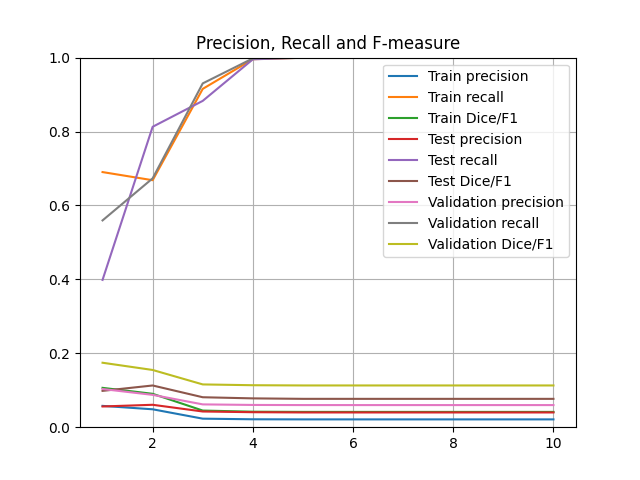 Precision, Recall and F-measure
1.0
0.8
0.6
0.4
0.2
0.0
2
4
6
8
10
Train precision
Train recall
Train Dice/F1
Test precision
Test recall
Test Dice/F1
Validation precision
Validation recall
Validation Dice/F1